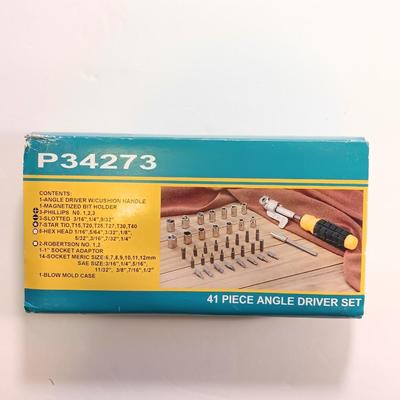 P34273
CONTENTS:
1-ANGLE DRIVER W/CUSHION HANDLE
1-MAGNETIZED BIT HOLDER
3-PHILLIPS NO. 1,2,3
3-SLOTTED 3/16",1/4",9/32"
7-STAR TIO,T15,T20,T25,T27,T30,T40
8-HEX HEAD 1/16",5/64",3/32",1/8",
5/32",3/16",7/32",1/4"
2-ROBERTSON NO. 1,2
1-1" SOCKET ADAPTOR
14-SOCKET MERIC SIZE:6,7,8,9,10,11,12mm
SAE SIZE:3/16",1/4",5/16",
11/32", 3/8",7/16",1/2"
1-BLOW MOLD CASE
41 PIECE ANGLE DRIVER SET